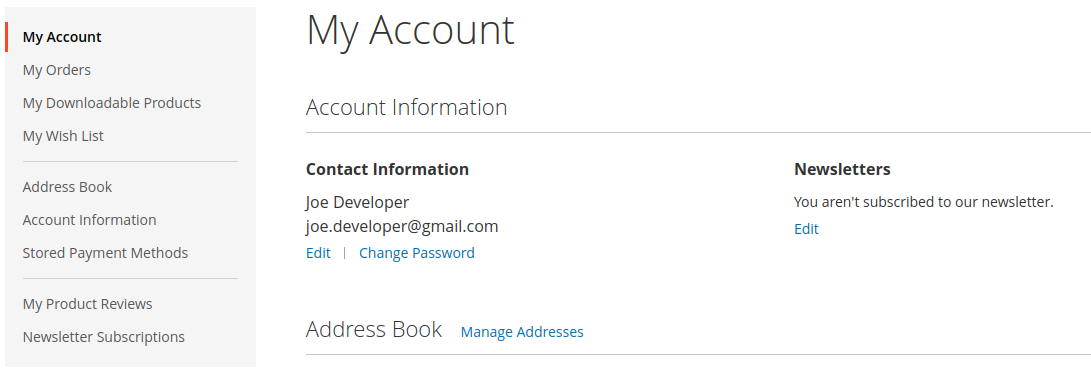 My Account
My Orders
My Downloadable Products
My Wish List
Address Book
Account Information
Stored Payment Methods
My Product Reviews
Newsletter Subscriptions
My Account
Account Information
Contact Information
Joe Developer
joe.developer@gmail.com
Edit | Change Password
Newsletters
You aren't subscribed to our newsletter.
Edit
Address Book Manage Addresses